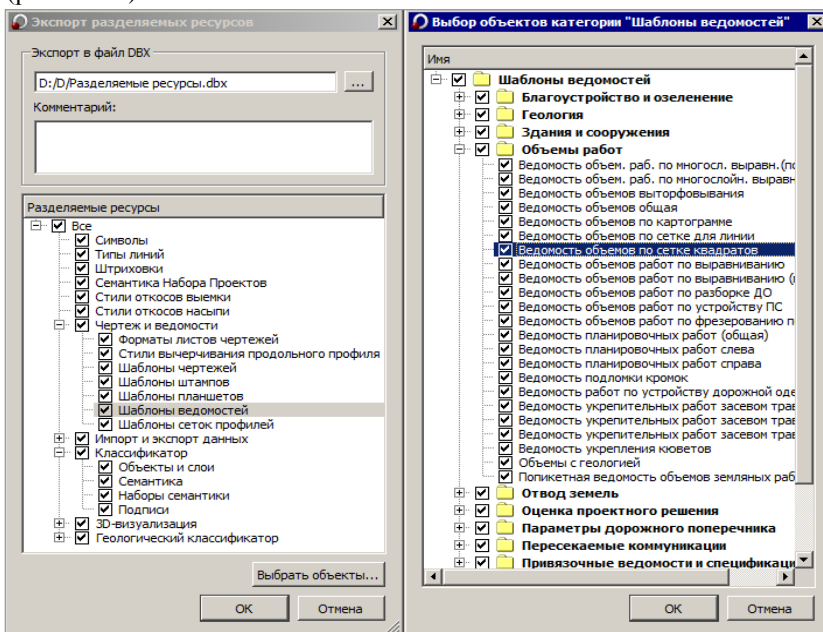 Экспорт разделяемых ресурсов
Экспорт в файл DBX
D:/D/Разделяемые ресурсы.dbx
...
Комментарий:
Разделяемые ресурсы
Все
Символы
Типы линий
Штриховки
Семантика Набора Проектов
Стили откосов выемки
Стили откосов насыпи
Чертеж и ведомости
Форматы листов чертежей
Стили вычерчивания продольного профиля
Шаблоны чертежей
Шаблоны штампов
Шаблоны планшетов
Шаблоны ведомостей
Шаблоны сеток профилей
Импорт и экспорт данных
Классификатор
Объекты и слои
Семантика
Наборы семантики
Подписи
3D-визуализация
Геологический классификатор
Выбрать объекты...
OK
Отмена
Выбор объектов категории "Шаблоны ведомостей"
Имя
Шаблоны ведомостей
Благоустройство и озеленение
Геология
Здания и сооружения
Объемы работ
Ведомость объем. раб. по многосл. выравн.(по
Ведомость объем. раб. по многослойн. выравн
Ведомость объемов выторфовывания
Ведомость объемов общая
Ведомость объемов по картограмме
Ведомость объемов по сетке для линии
Ведомость объемов по сетке квадратов
Ведомость объемов работ по выравниванию
Ведомость объемов работ по выравниванию (
Ведомость объемов работ по разборке ДО
Ведомость объемов работ по устройству ПС
Ведомость объемов работ по фрезерованию п
Ведомость планировочных работ (общая)
Ведомость планировочных работ слева
Ведомость планировочных работ справа
Ведомость подломки кромок
Ведомость работ по устройству дорожной оде
Ведомость укрепительных работ засевом трав
Ведомость укрепительных работ засевом трав
Ведомость укрепительных работ засевом трав
Ведомость укрепления кюветов
Объемы с геологией
Попикетная ведомость объемов земляных раб
Отвод земель
Оценка проектного решения
Параметры дорожного поперечника
Пересекаемые коммуникации
Привязочные ведомости и спецификаци
OK
Отмена